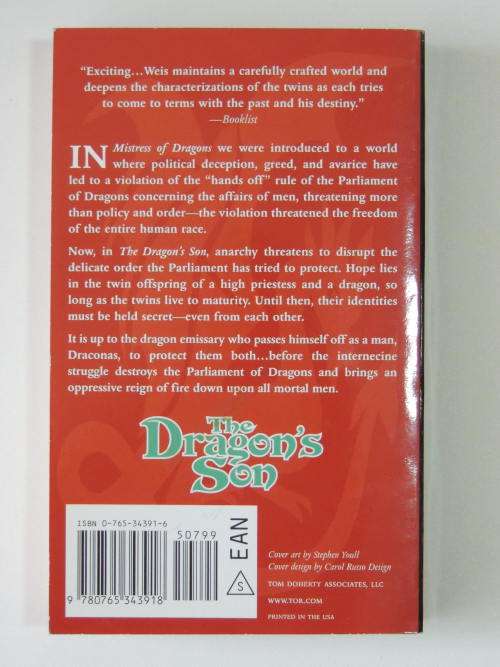 “Exciting…Weis maintains a carefully crafted world and
deepens the characterizations of the twins as each tries
to come to terms with the past and his destiny.”
—Booklist
IN Mistress of Dragons we were introduced to a world
where political deception, greed, and avarice have
led to a violation of the “hands off” rule of the Parliament
of Dragons concerning the affairs of men, threatening more
than policy and order—the violation threatened the freedom
of the entire human race.
Now, in The Dragon’s Son, anarchy threatens to disrupt the
delicate order the Parliament has tried to protect. Hope lies
in the twin offspring of a high priestess and a dragon, so
long as the twins live to maturity. Until then, their identities
must be held secret—even from each other.
It is up to the dragon emissary who passes himself off as a man,
Draconas, to protect them both…before the internecine
struggle destroys the Parliament of Dragons and brings an
oppressive reign of fire down upon all mortal men.
The
Dragon’s
Son
ISBN 0-765-34391-6
50799
EAN
S
9 780765 343918
Cover art by Stephen Youll
Cover design by Carol Russo Design
TOM DOHERTY ASSOCIATES, LLC
WWW.TOR.COM
PRINTED IN THE USA